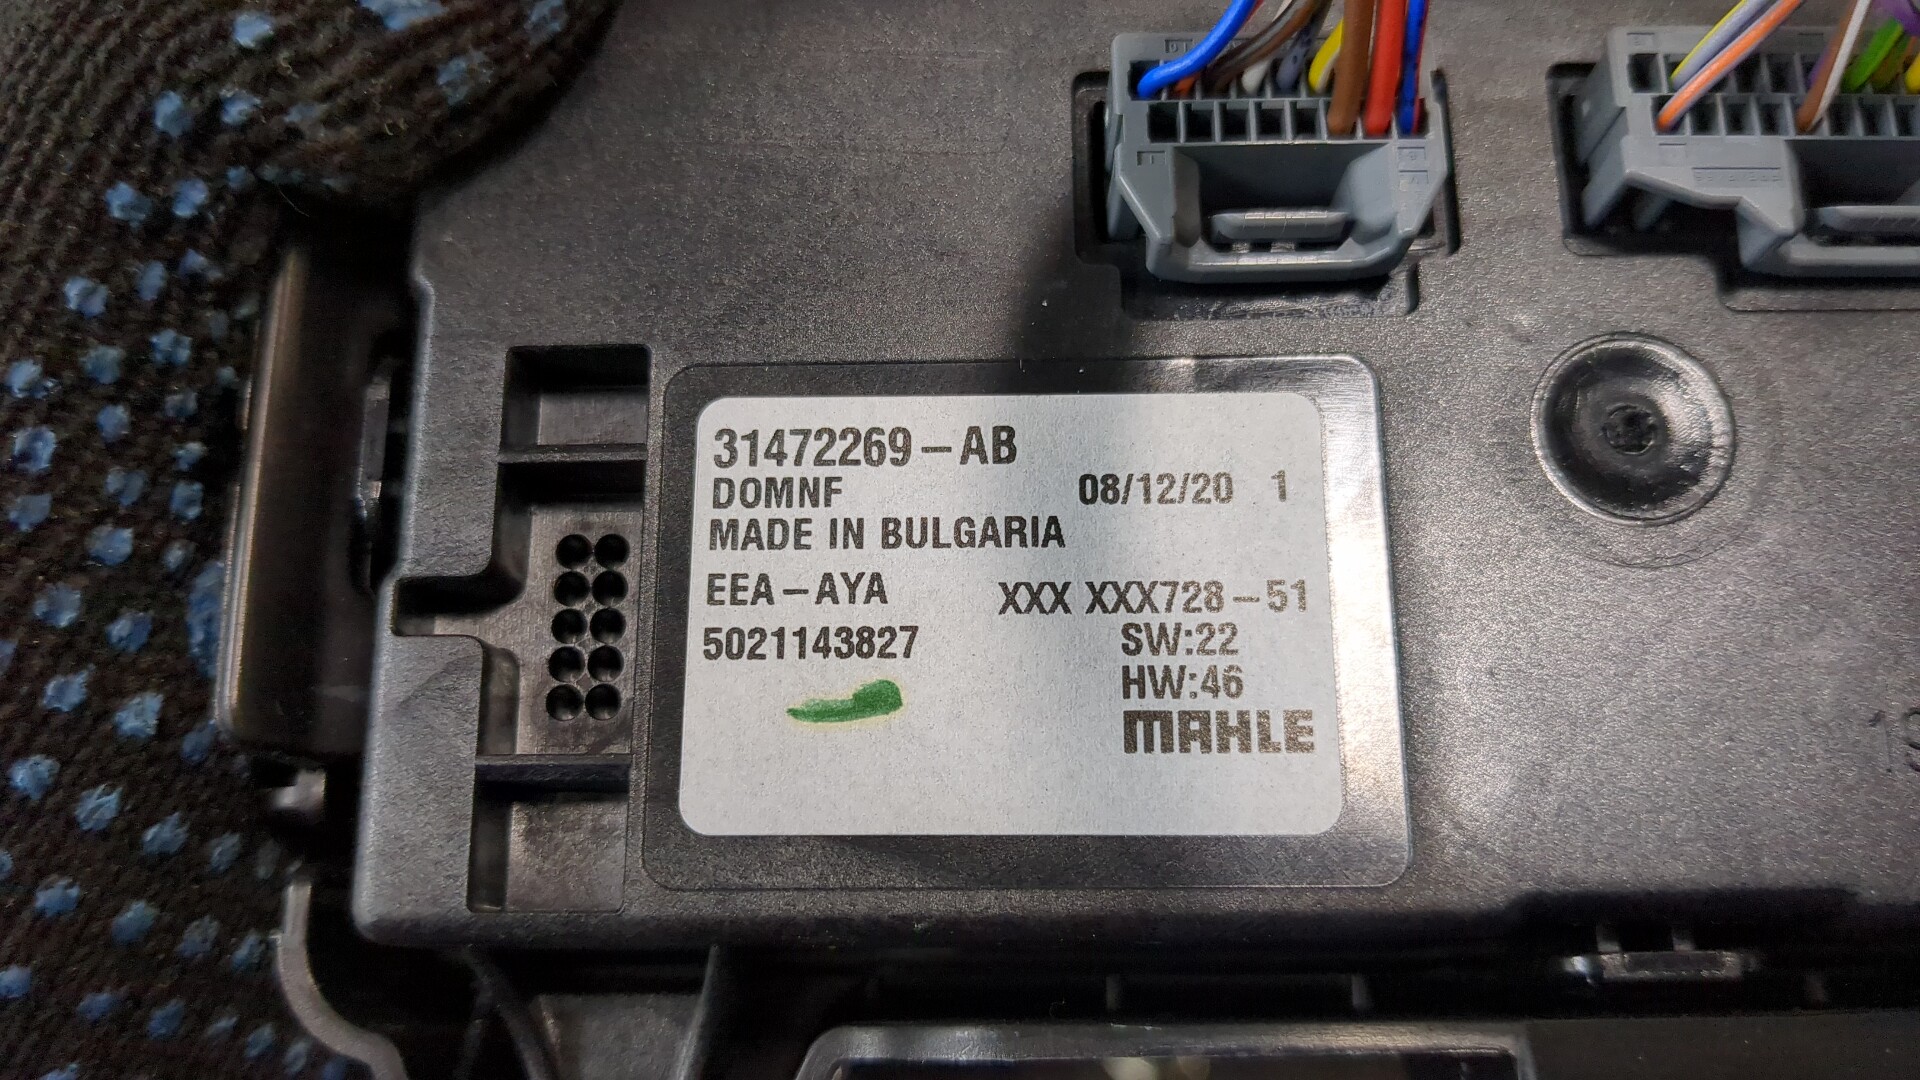 31472269-AB
DOMNF 08/12/20 1
MADE IN BULGARIA
EEA-AYA XXX XXX728-51
5021143827 SW:22
HW:46
MAHLE